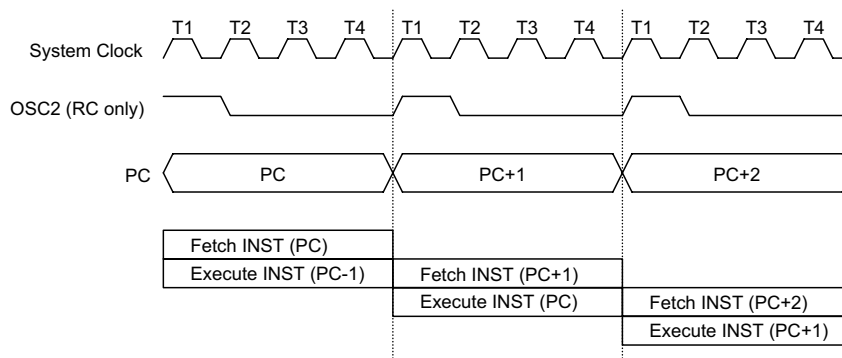 T1 T2 T3 T4 T1 T2 T3 T4 T1 T2 T3 T4
System Clock
OSC2 (RC only)
PC PC PC+1 PC+2
Fetch INST (PC)
Execute INST (PC-1) Fetch INST (PC+1)
Execute INST (PC) Fetch INST (PC+2)
Execute INST (PC+1)